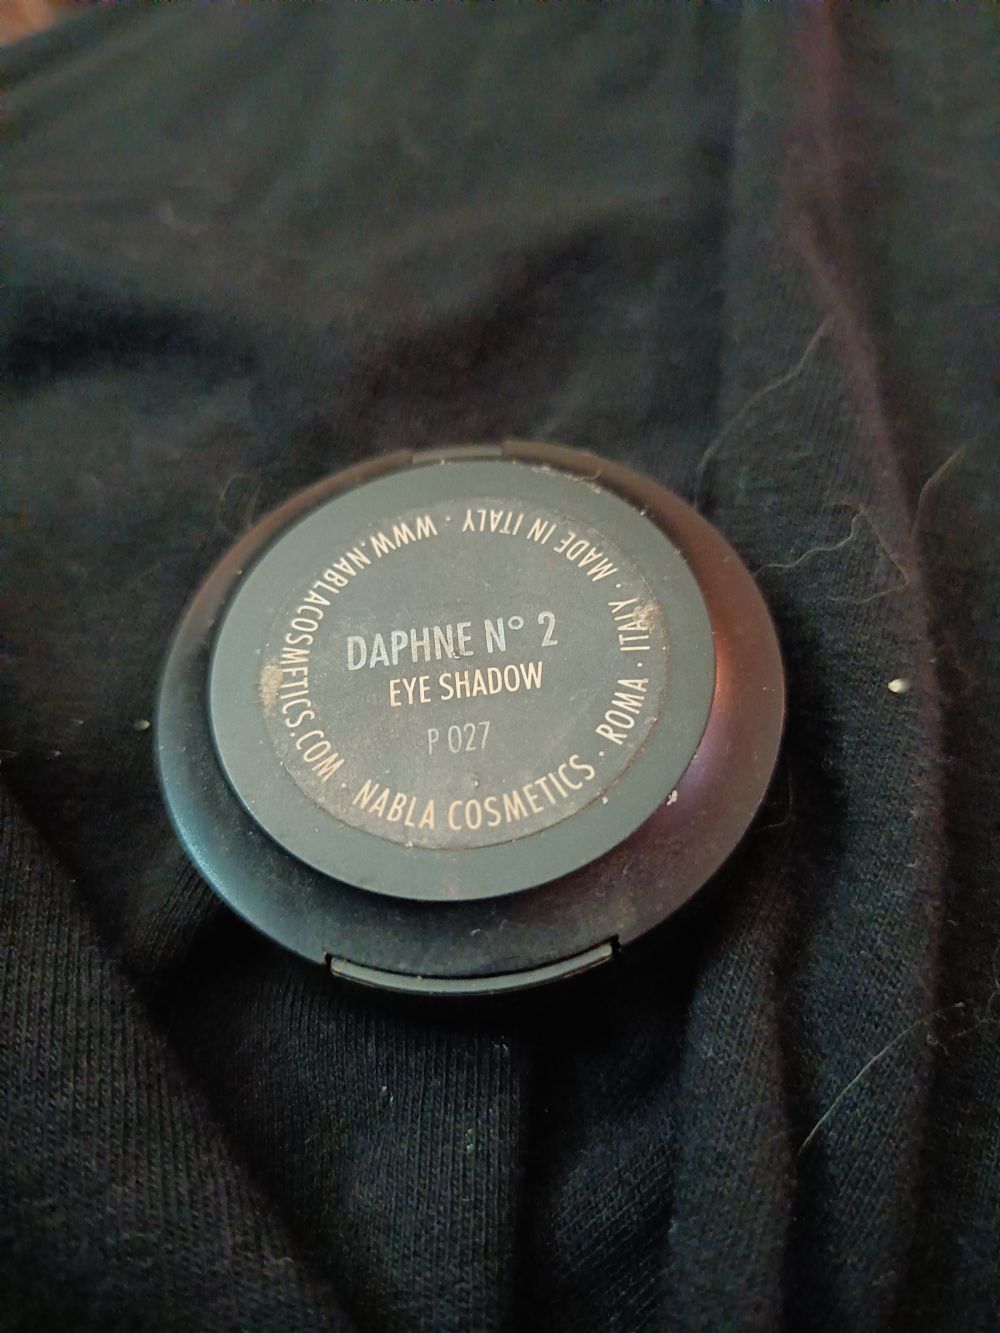 DAPHNE N° 2
EYE SHADOW
P 027
NABLA COSMETICS · ROMA · ITALY · MADE IN ITALY · WWW.NABLACOSMETICS.COM ·